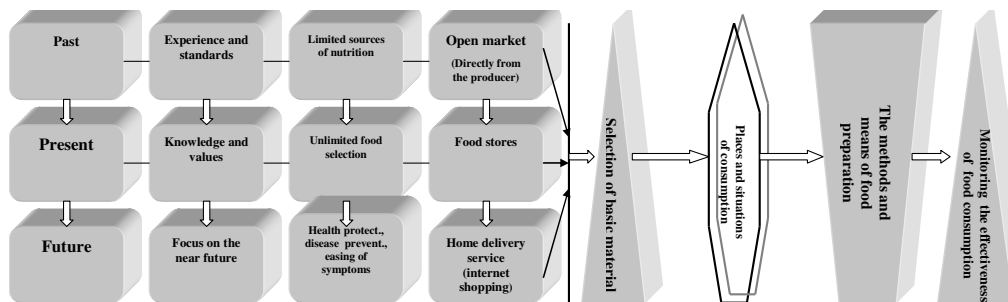 Past
Experience and
standards
Limited sources
of nutrition
Open market
(Directly from
the producer)
Present
Knowledge and
values
Unlimited food
selection
Food stores
Future
Focus on the
near future
Health protect.,
disease prevent.,
easing of
symptoms
Home delivery
service
(internet
shopping)
Selection of basic material
Places and situations
of consumption
The methods and
means of food
preparation
Monitoring the effectiveness
of food consumption